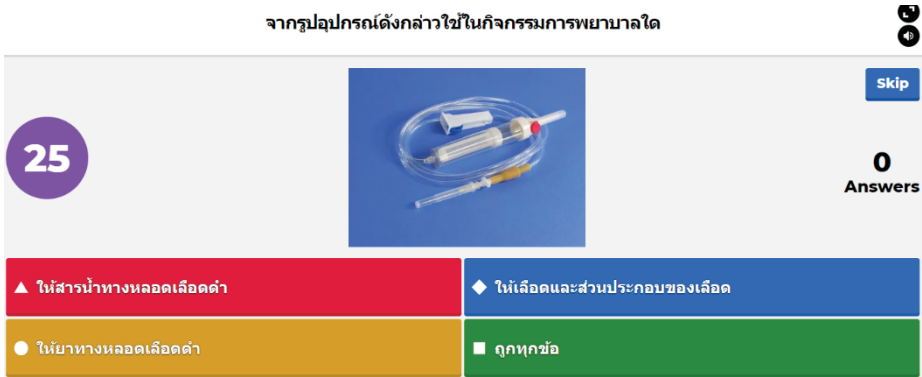 จากรูปอุปกรณ์ดังกล่าวใช้ในกิจกรรมการพยาบาลใด
Skip
25
0
Answers
ให้สารน้ำทางหลอดเลือดดำ
ให้เลือดและส่วนประกอบของเลือด
ให้ยาทางหลอดเลือดดำ
ถูกทุกข้อ